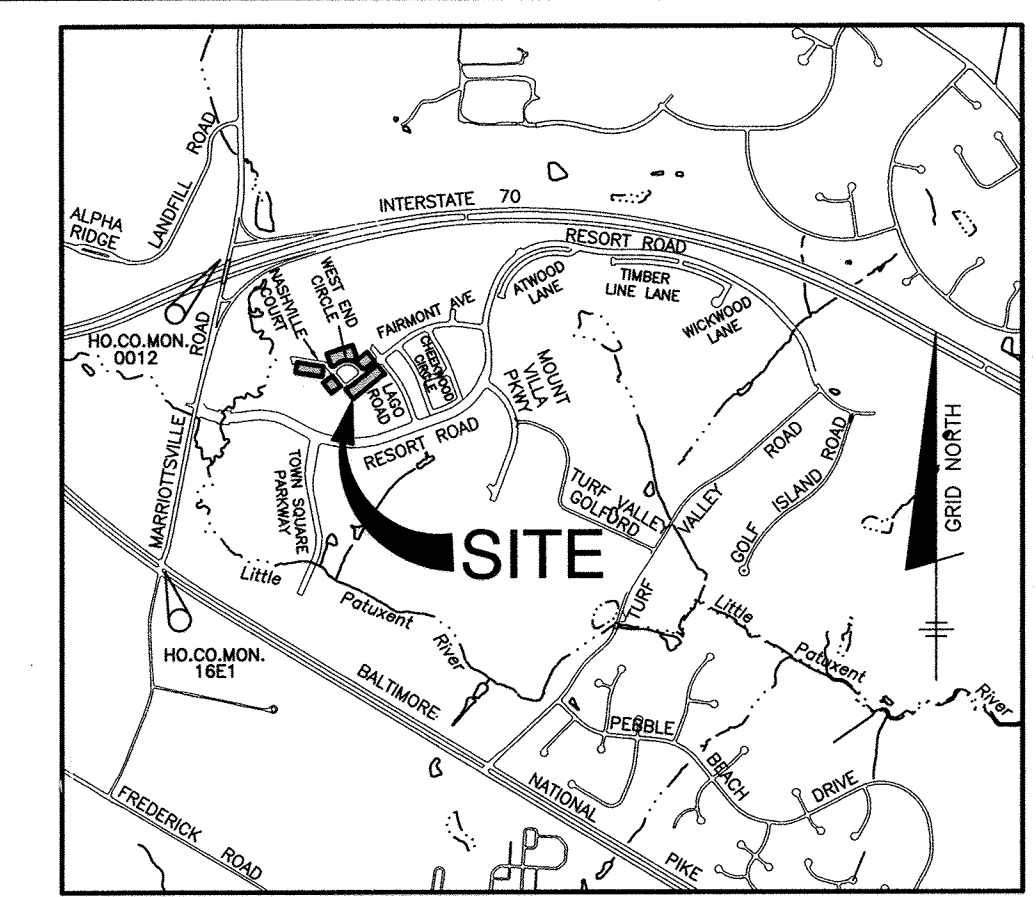 INTERSTATE 70
ALPHA
RIDGE
LANDFILL
ROAD
RESORT ROAD
ATWOOD
LANE
TIMBER
LINE LANE
WICKWOOD
LANE
WEST END
CIRCLE
NASHVILLE
COURT
FAIRMONT AVE
CHEEKWOOD
CIRCLE
LAGO
ROAD
HO.CO.MON.
0012
MARRIOTTSVILLE ROAD
MOUNT
VILLA
PKWY
RESORT ROAD
TOWN SQUARE
PARKWAY
TURF VALLEY
GOLFORD
TURF VALLEY ROAD
GOLF ISLAND ROAD
GRID NORTH
SITE
Little Patuxent River
Little Patuxent River
HO.CO.MON.
16E1
BALTIMORE NATIONAL PIKE
PEBBLE BEACH DRIVE
FREDERICK ROAD